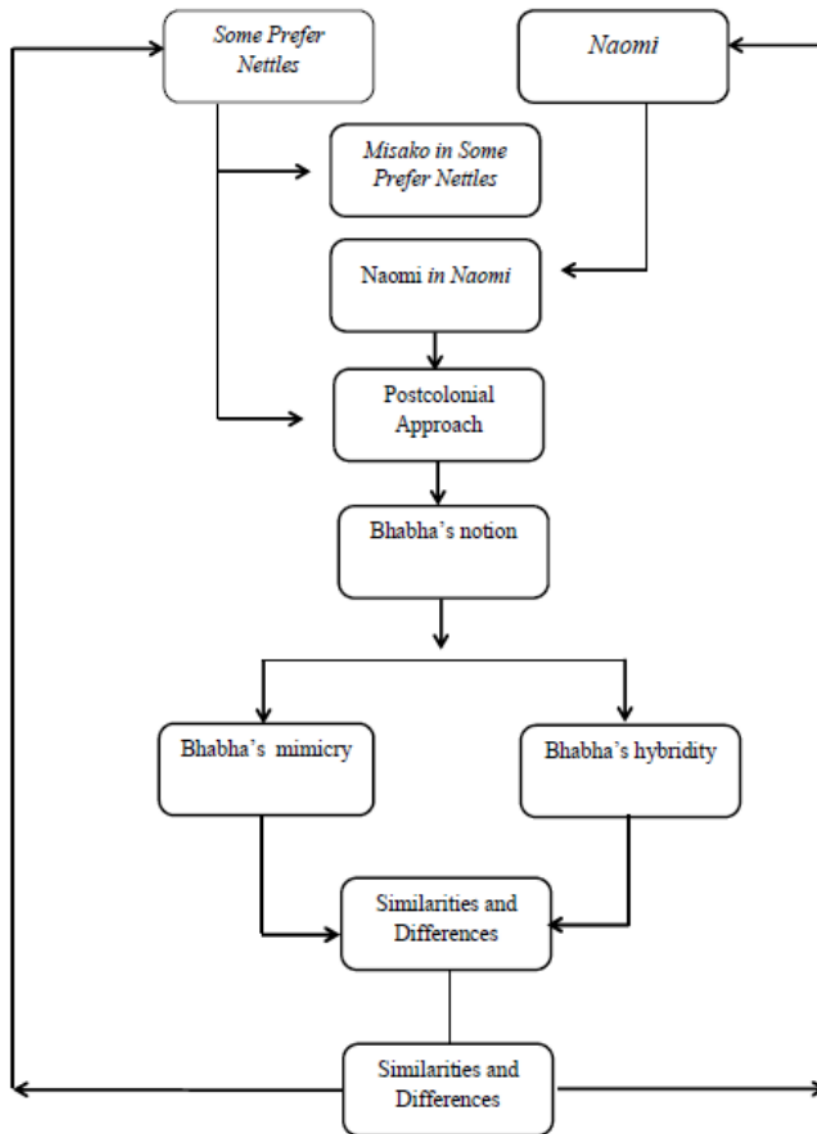 Some Prefer
Nettles
Naomi
Misako in Some
Prefer Nettles
Naomi in Naomi
Postcolonial
Approach
Bhabha’s notion
Bhabha’s  mimicry
Bhabha’s hybridity
Similarities and
Differences
Similarities and
Differences